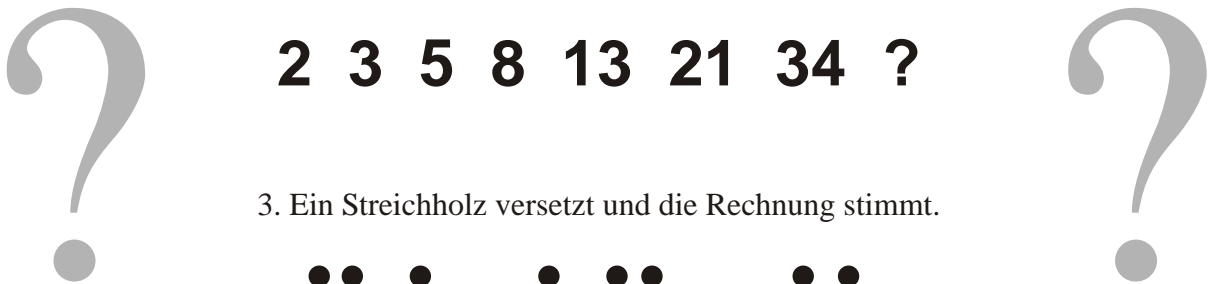 2 3 5 8 13 21 34 ?
3. Ein Streichholz versetzt und die Rechnung stimmt.
? ?